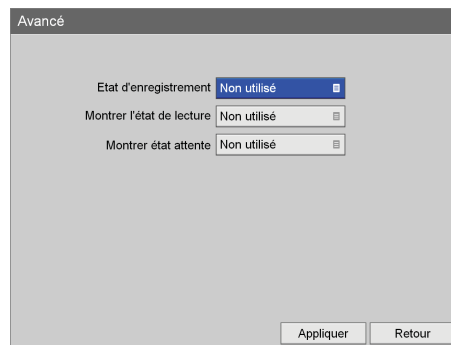 Avancé
Etat d'enregistrement Non utilisé
Montrer l'état de lecture Non utilisé
Montrer état attente Non utilisé
Appliquer Retour